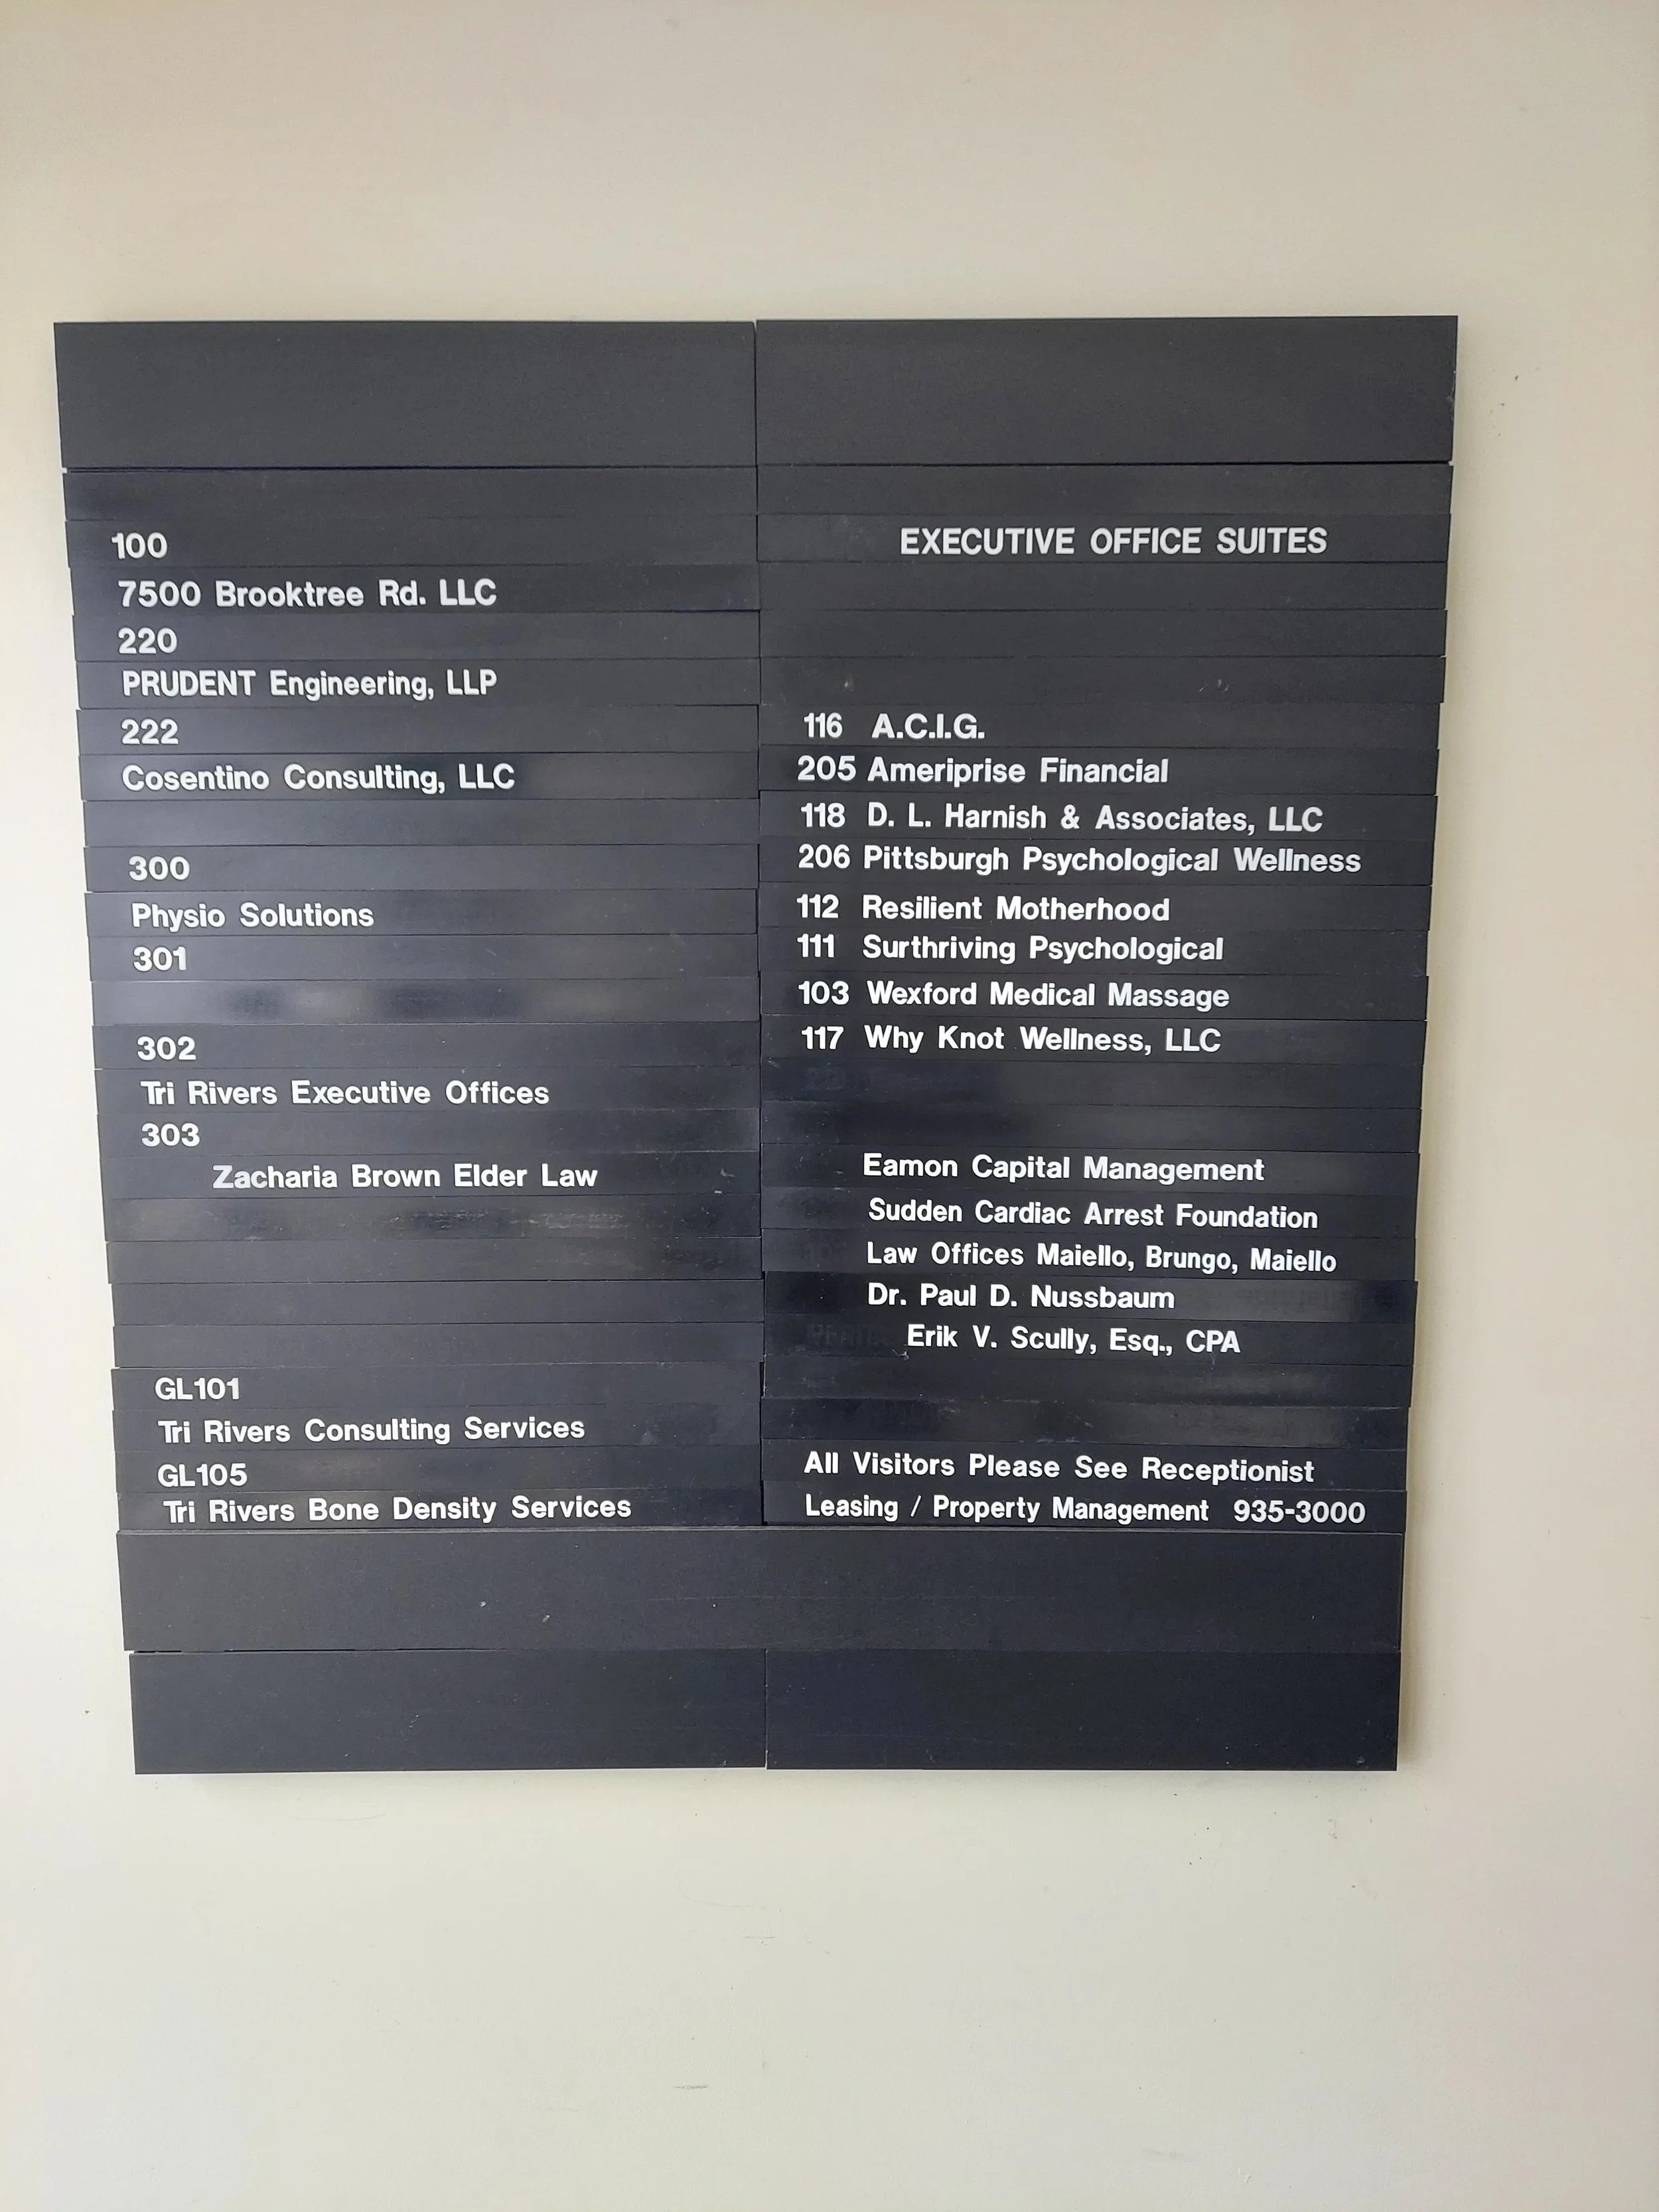 100
7500 Brooktree Rd. LLC
220
PRUDENT Engineering, LLP
222
Cosentino Consulting, LLC
300
Physio Solutions
301
302
Tri Rivers Executive Offices
303
Zacharia Brown Elder Law
GL101
Tri Rivers Consulting Services
GL105
Tri Rivers Bone Density Services
EXECUTIVE OFFICE SUITES
116 A.C.I.G.
205 Ameriprise Financial
118 D. L. Harnish & Associates, LLC
206 Pittsburgh Psychological Wellness
112 Resilient Motherhood
111 Surthriving Psychological
103 Wexford Medical Massage
117 Why Knot Wellness, LLC
Eamon Capital Management
Sudden Cardiac Arrest Foundation
Law Offices Maiello, Brungo, Maiello
Dr. Paul D. Nussbaum
Erik V. Scully, Esq., CPA
All Visitors Please See Receptionist
Leasing / Property Management 935-3000